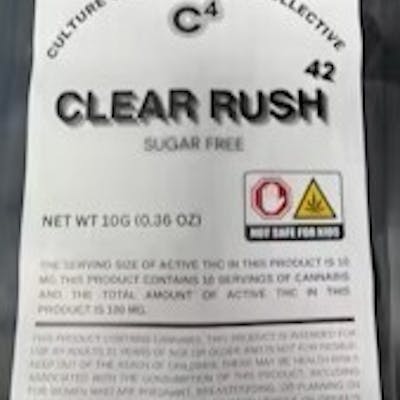 CULTURE
C4
42
CLEAR RUSH
SUGAR FREE
NET WT 10G (0.36 OZ)
NOT SAFE FOR KIDS
THE SERVING SIZE OF ACTIVE THC IN THIS PRODUCT IS 10
MG THIS PRODUCT CONTAINS 10 SERVINGS OF CANNABIS
AND THE TOTAL AMOUNT OF ACTIVE THC IN THIS
PRODUCT IS 100 MG.
THIS PRODUCT CONTAINS CANNABIS, THIS PRODUCT IS INTENDED FOR
USE BY ADULTS 21 YEARS OF AGE OR OLDER AND IS NOT FOR RESALE.
KEEP OUT OF THE REACH OF CHILDREN, THERE MAY BE HEALTH RISKS
ASSOCIATED WITH THE CONSUMPTION OF THIS PRODUCT, INCLUDING
FOR WOMEN WHO ARE PREGNANT, BREASTFEEDING, OR PLANNING ON